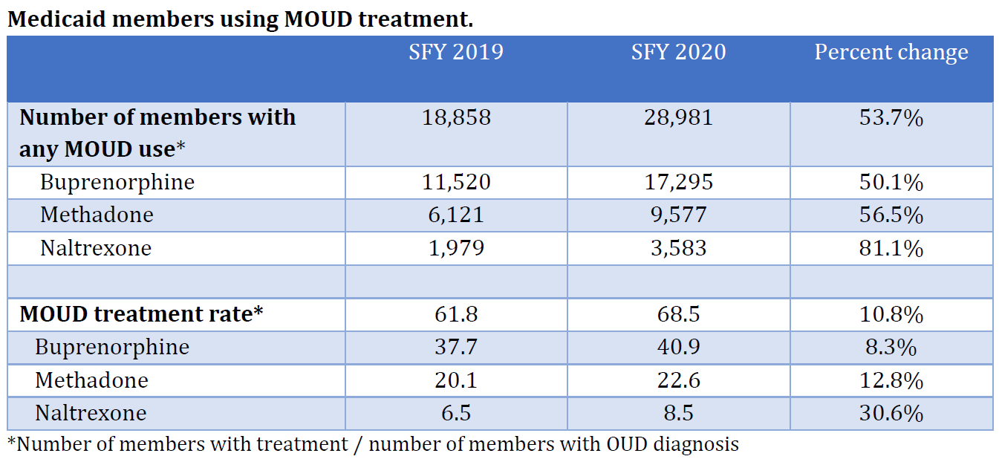 Medicaid members using MOUD treatment.
SFY 2019 SFY 2020 Percent change
Number of members with
any MOUD use* 18,858 28,981 53.7%
Buprenorphine 11,520 17,295 50.1%
Methadone 6,121 9,577 56.5%
Naltrexone 1,979 3,583 81.1%
MOUD treatment rate* 61.8 68.5 10.8%
Buprenorphine 37.7 40.9 8.3%
Methadone 20.1 22.6 12.8%
Naltrexone 6.5 8.5 30.6%
*Number of members with treatment / number of members with OUD diagnosis